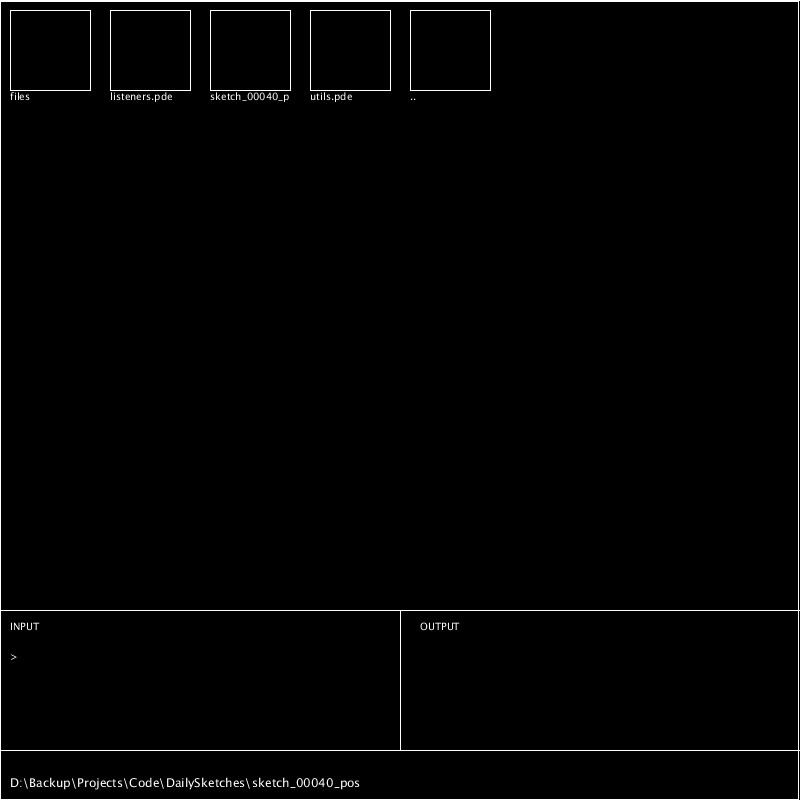 files listeners.pde sketch_00040_p utils.pde ..
INPUT OUTPUT
>
D:\Backup\Projects\Code\DailySketches\sketch_00040_pos